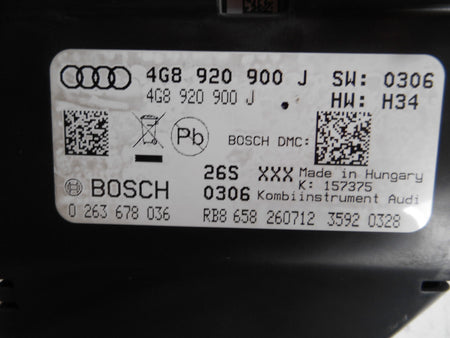 4G8 920 900 J SW: 0306
4G8 920 900 J . HW: H34
Pb BOSCH DMC:
26S XXX Made in Hungary
K: 157375
BOSCH 0306 Kombiinstrument Audi
0 263 678 036 RB8 658 260712 3592 0328